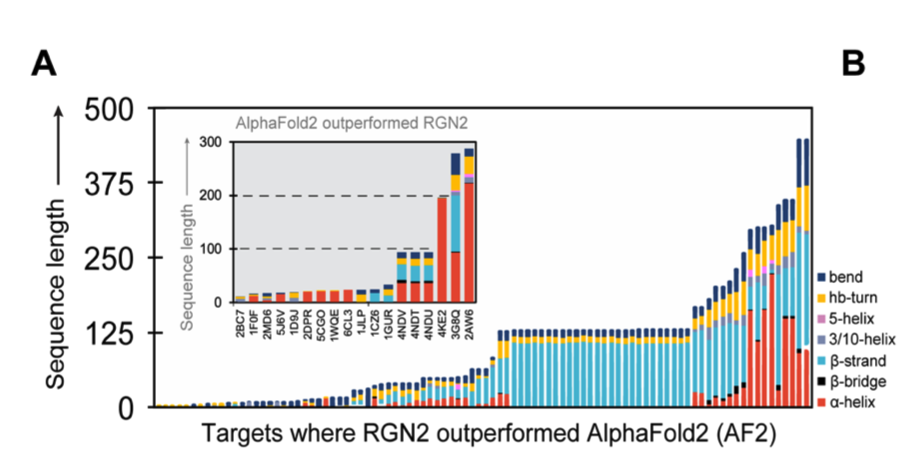 A
B
500
375
250
125
0
Sequence length
AlphaFold2 outperformed RGN2
300
200
100
0
Sequence length
2BC7
1F0F
2MD6
5J6V
1D9J
2DPR
5CGO
1WQE
6CL3
1JLP
1CZ6
1GUR
4NDV
4NDT
4NDU
4KE2
3G8Q
2AW6
bend
hb-turn
5-helix
3/10-helix
β-strand
β-bridge
α-helix
Targets where RGN2 outperformed AlphaFold2 (AF2)